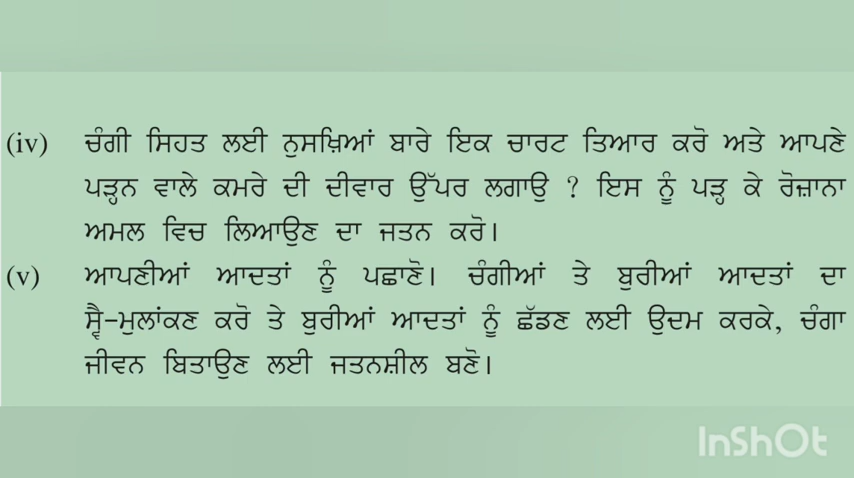 (iv) ਚੰਗੀ ਸਿਹਤ ਲਈ ਨੁਸਖ਼ਿਆਂ ਬਾਰੇ ਇਕ ਚਾਰਟ ਤਿਆਰ ਕਰੋ ਅਤੇ ਆਪਣੇ
ਪੜ੍ਹਨ ਵਾਲੇ ਕਮਰੇ ਦੀ ਦੀਵਾਰ ਉੱਪਰ ਲਗਾਉ ? ਇਸ ਨੂੰ ਪੜ੍ਹ ਕੇ ਰੋਜ਼ਾਨਾ
ਅਮਲ ਵਿਚ ਲਿਆਉਣ ਦਾ ਜਤਨ ਕਰੋ।
(v) ਆਪਣੀਆਂ ਆਦਤਾਂ ਨੂੰ ਪਛਾਣੋ। ਚੰਗੀਆਂ ਤੇ ਬੁਰੀਆਂ ਆਦਤਾਂ ਦਾ
ਸ੍ਵੈ-ਮੁਲਾਂਕਣ ਕਰੋ ਤੇ ਬੁਰੀਆਂ ਆਦਤਾਂ ਨੂੰ ਛੱਡਣ ਲਈ ਉਦਮ ਕਰਕੇ, ਚੰਗਾ
ਜੀਵਨ ਬਿਤਾਉਣ ਲਈ ਜਤਨਸ਼ੀਲ ਬਣੋ।
InShOt